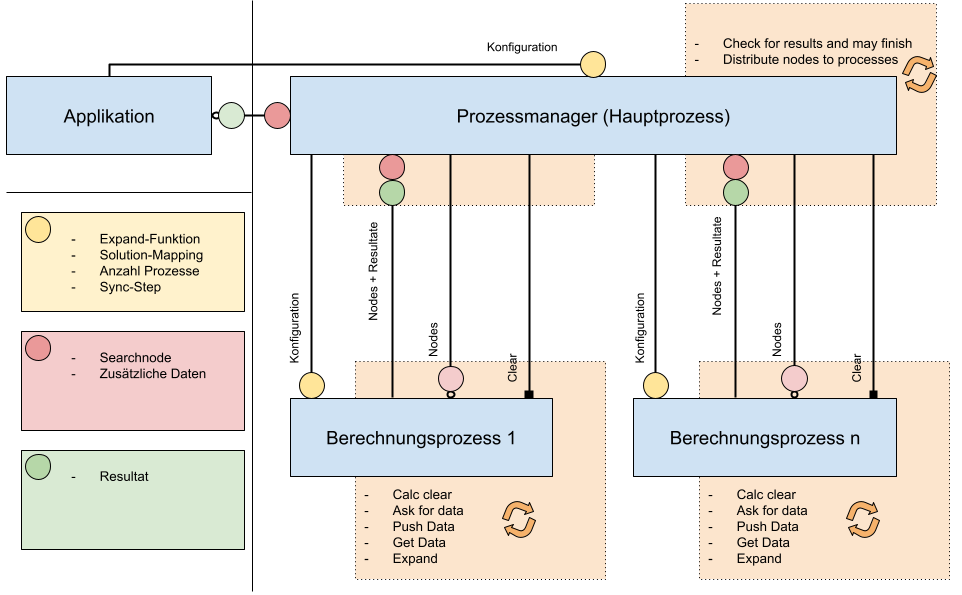 Konfiguration
- Check for results and may finish
- Distribute nodes to processes
Applikation
Prozessmanager (Hauptprozess)
- Expand-Funktion
- Solution-Mapping
- Anzahl Prozesse
- Sync-Step
- Searchnode
- Zusätzliche Daten
- Resultat
Konfiguration
Nodes + Resultate
Nodes
Clear
Konfiguration
Nodes + Resultate
Nodes
Clear
Berechnungsprozess 1
Berechnungsprozess n
- Calc clear
- Ask for data
- Push Data
- Get Data
- Expand
- Calc clear
- Ask for data
- Push Data
- Get Data
- Expand